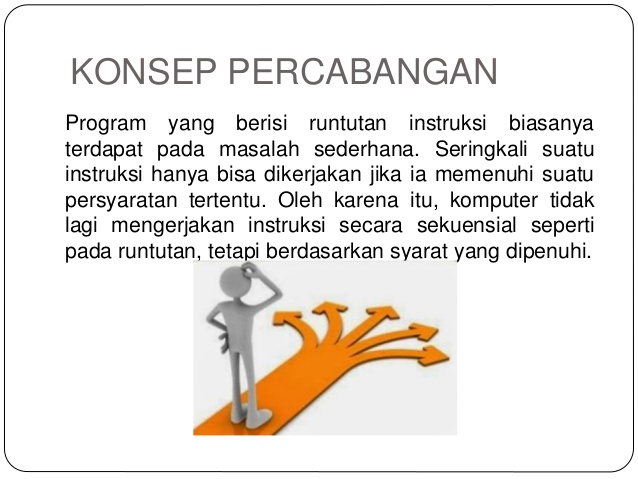 KONSEP PERCABANGAN
Program yang berisi runtutan instruksi biasanya
terdapat pada masalah sederhana. Seringkali suatu
instruksi hanya bisa dikerjakan jika ia memenuhi suatu
persyaratan tertentu. Oleh karena itu, komputer tidak
lagi mengerjakan instruksi secara sekuensial seperti
pada runtutan, tetapi berdasarkan syarat yang dipenuhi.